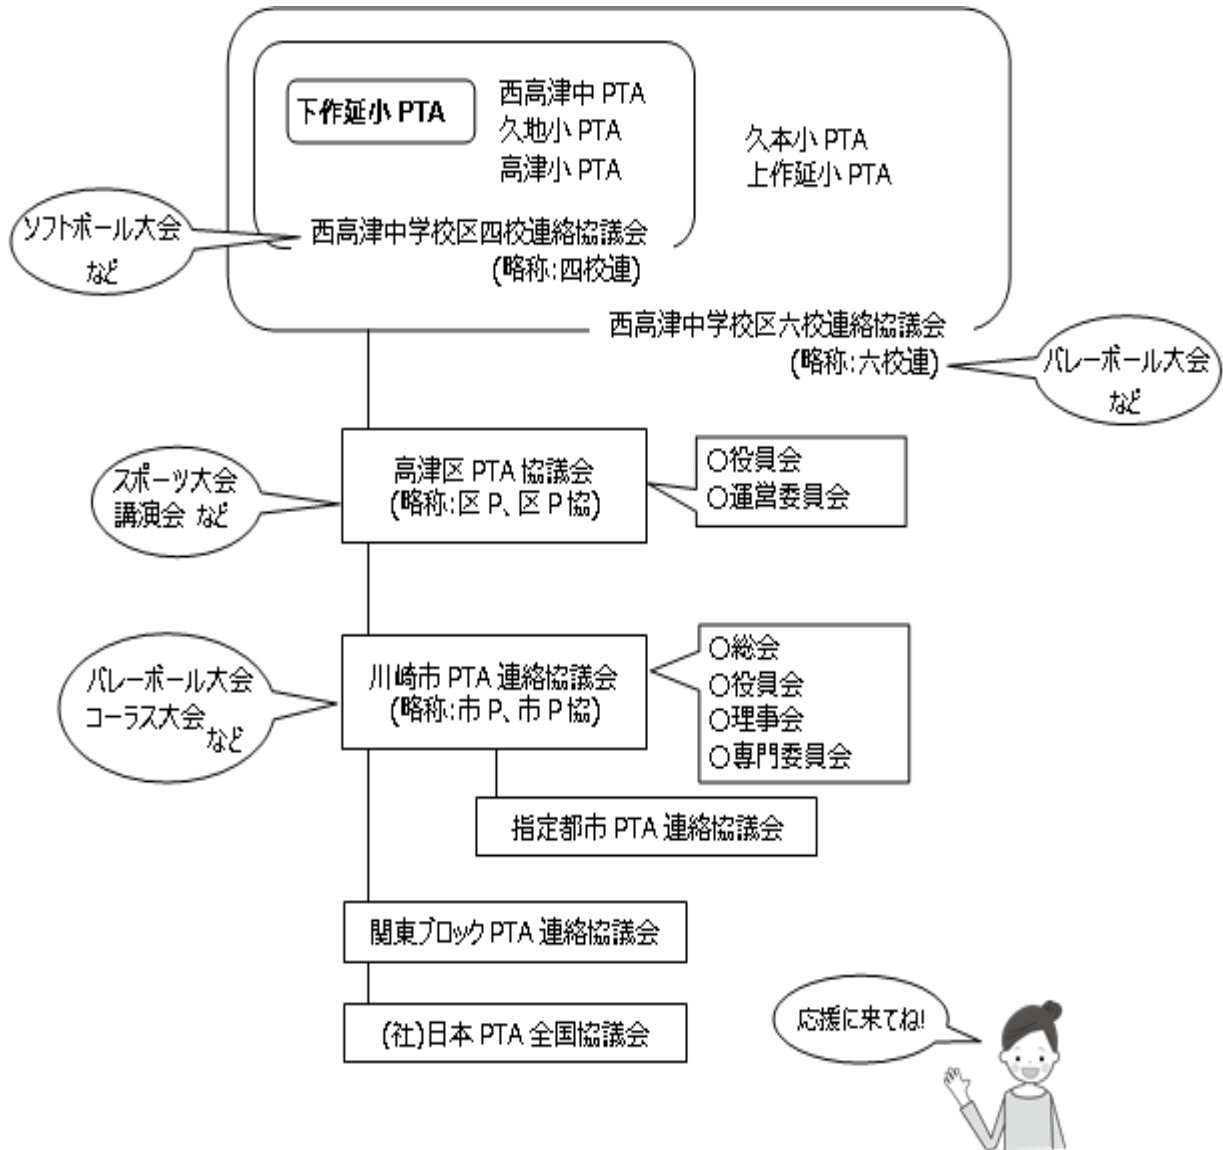 下作延小 PTA
西高津中 PTA
久地小 PTA
高津小 PTA
久本小 PTA
上作延小 PTA
ソフトボール大会
など
西高津中学校区四校連絡協議会
(略称:四校連)
西高津中学校区六校連絡協議会
(略称:六校連)
バレーボール大会
など
スポーツ大会
講演会 など
高津区 PTA 協議会
(略称:区 P、区 P 協)
〇役員会
〇運営委員会
バレーボール大会
コーラス大会
など
川崎市 PTA 連絡協議会
(略称:市 P、市 P 協)
〇総会
〇役員会
〇理事会
〇専門委員会
指定都市 PTA 連絡協議会
関東ブロック PTA 連絡協議会
(社)日本 PTA 全国協議会
応援に来てね!